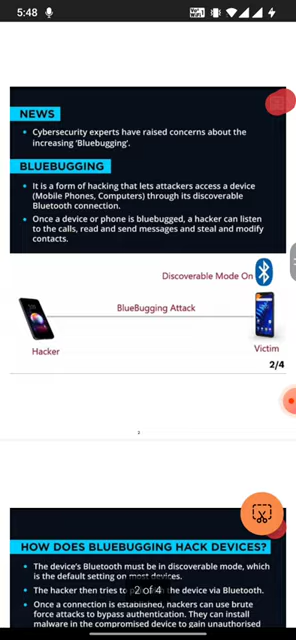 5:48
Vo
WiFi
NEWS
• Cybersecurity experts have raised concerns about the
increasing 'Bluebugging'.
BLUEBUGGING
• It is a form of hacking that lets attackers access a device
(Mobile Phones, Computers) through its discoverable
Bluetooth connection.
• Once a device or phone is bluebugged, a hacker can listen
to the calls, read and send messages and steal and modify
contacts.
Discoverable Mode On
BlueBugging Attack
Hacker
Victim
2/4
2
HOW DOES BLUEBUGGING HACK DEVICES?
• The device's Bluetooth must be in discoverable mode, which
is the default setting on most devices.
• The hacker then tries to the device via Bluetooth.
2 of 4
• Once a connection is established, hackers can use brute
force attacks to bypass authentication. They can install
malware in the compromised device to gain unauthorised